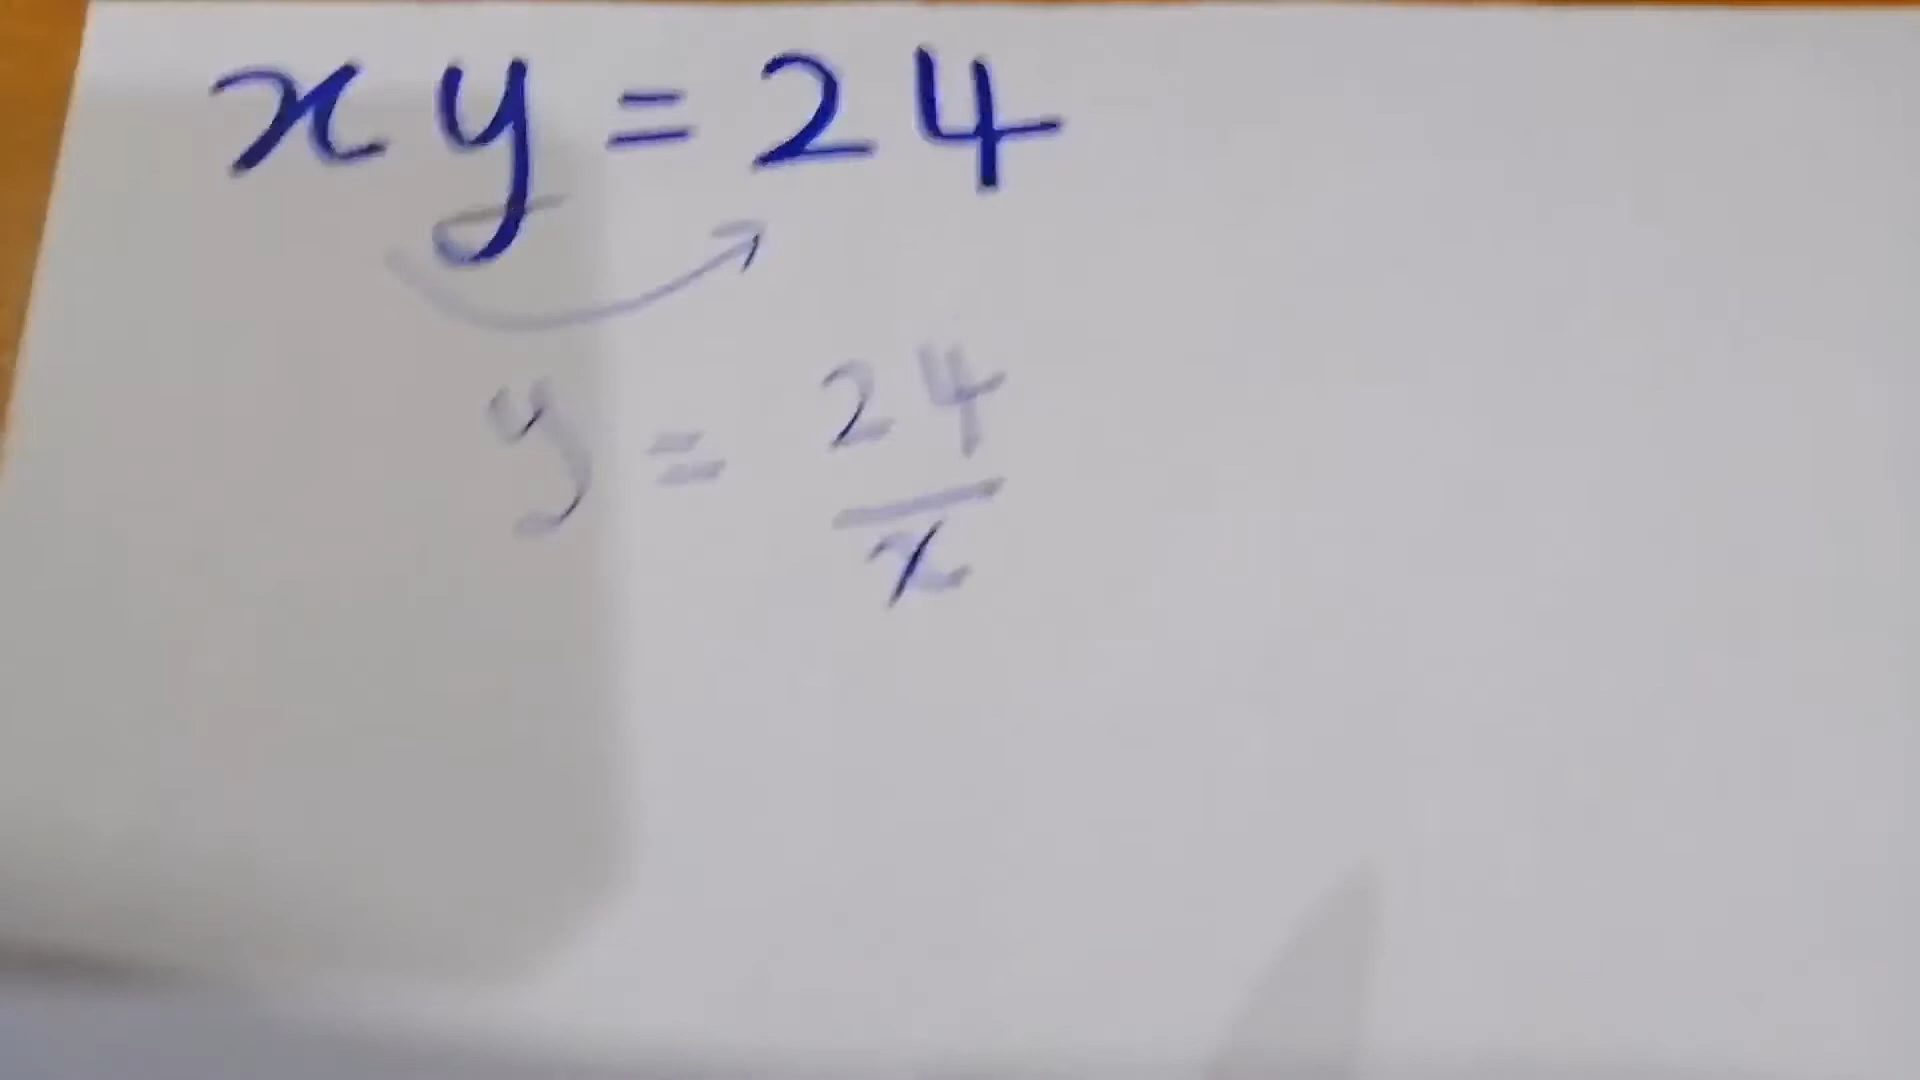 xy = 24
y = 24/x